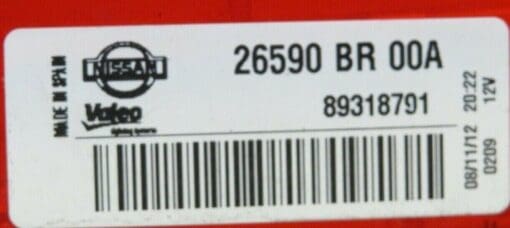 MADE IN SPAIN
NISSAN
26590 BR 00A
Valeo
lighting systems
89318791
08/11/12 20:22
0209 12V